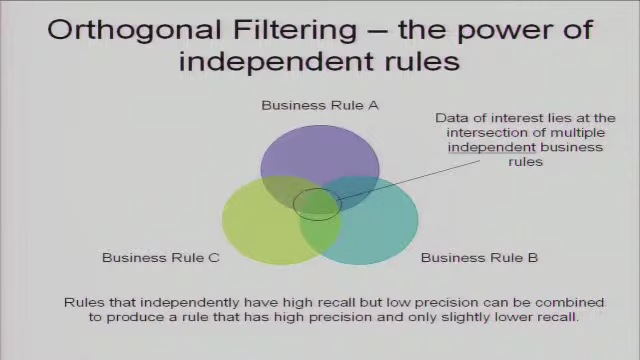 Orthogonal Filtering – the power of
independent rules
Business Rule A
Data of interest lies at the
intersection of multiple
independent business
rules
Business Rule C
Business Rule B
Rules that independently have high recall but low precision can be combined
to produce a rule that has high precision and only slightly lower recall.